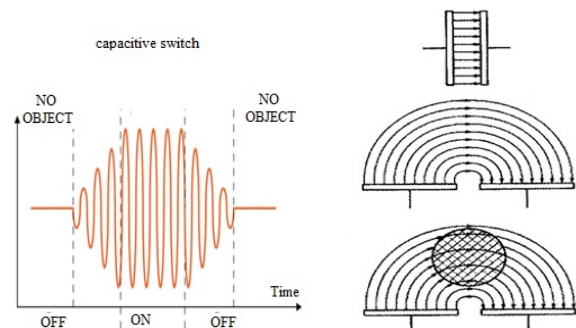 capacitive switch
NO
OBJECT
NO
OBJECT
Time
OFF
ON
OFF